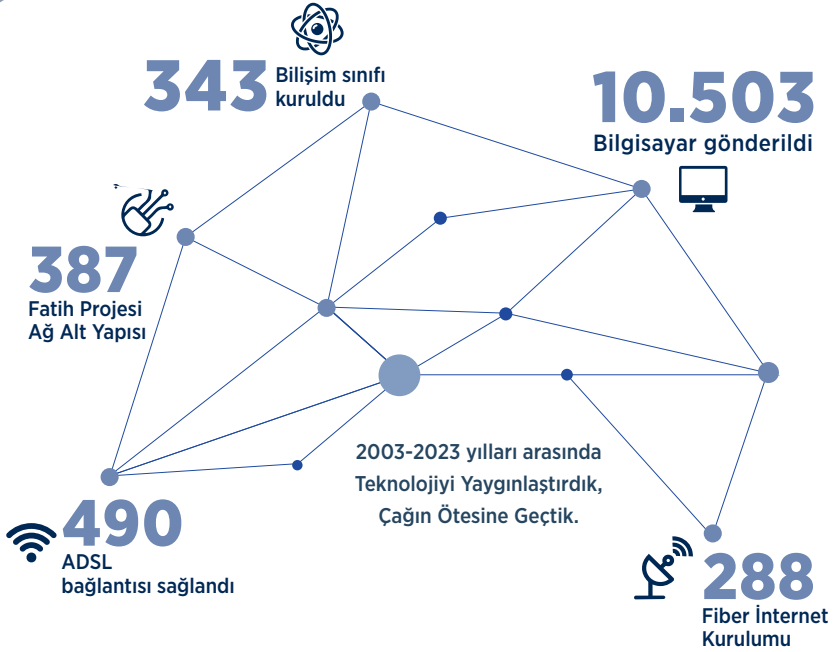 343
Bilişim sınıfı
kuruldu
10.503
Bilgisayar gönderildi
387
Fatih Projesi
Ağ Alt Yapısı
2003-2023 yılları arasında
Teknolojiyi Yaygınlaştırdık,
Çağın Ötesine Geçtik.
490
ADSL
bağlantısı sağlandı
288
Fiber İnternet
Kurulumu